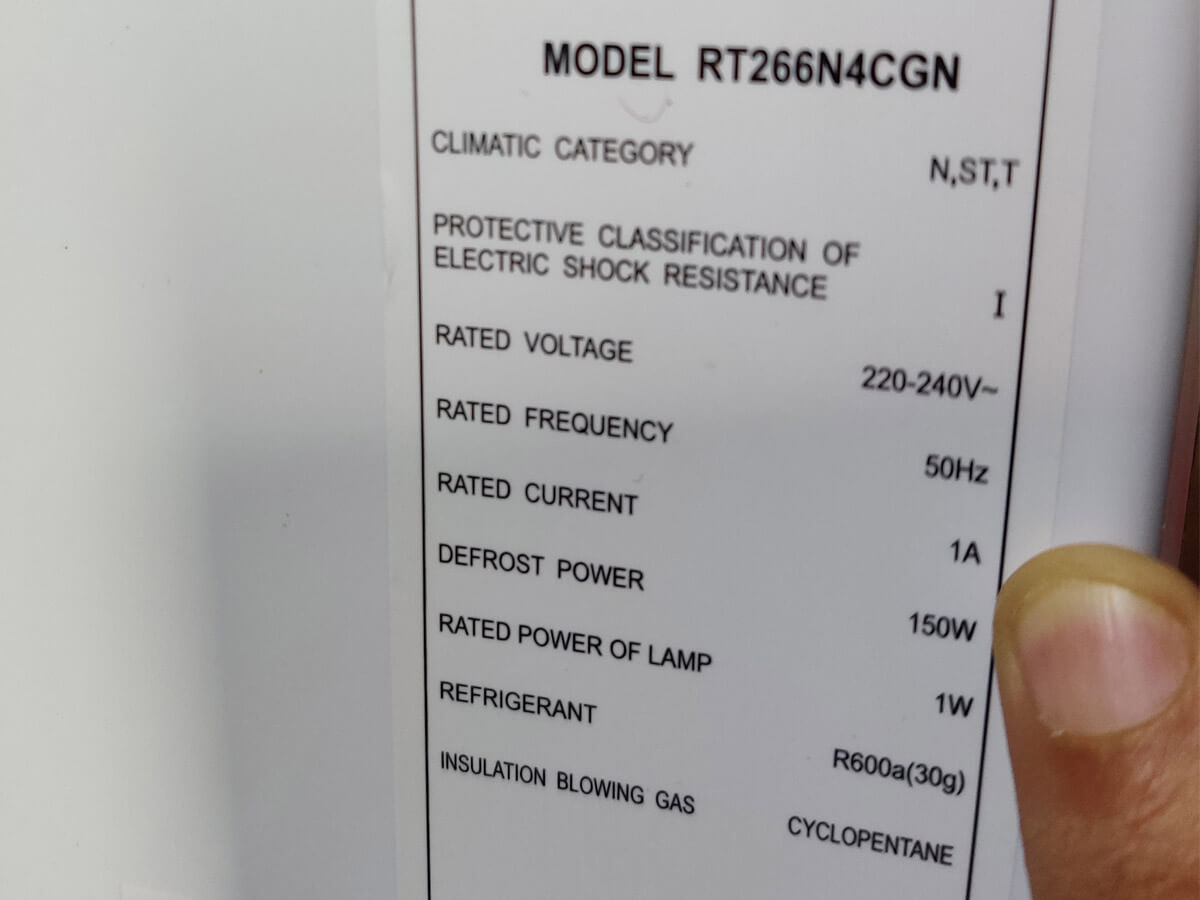 MODEL RT266N4CGN
CLIMATIC CATEGORY N,ST,T
PROTECTIVE CLASSIFICATION OF
ELECTRIC SHOCK RESISTANCE I
RATED VOLTAGE 220-240V~
RATED FREQUENCY 50Hz
RATED CURRENT 1A
DEFROST POWER 150W
RATED POWER OF LAMP 1W
REFRIGERANT R600a(30g)
INSULATION BLOWING GAS CYCLOPENTANE